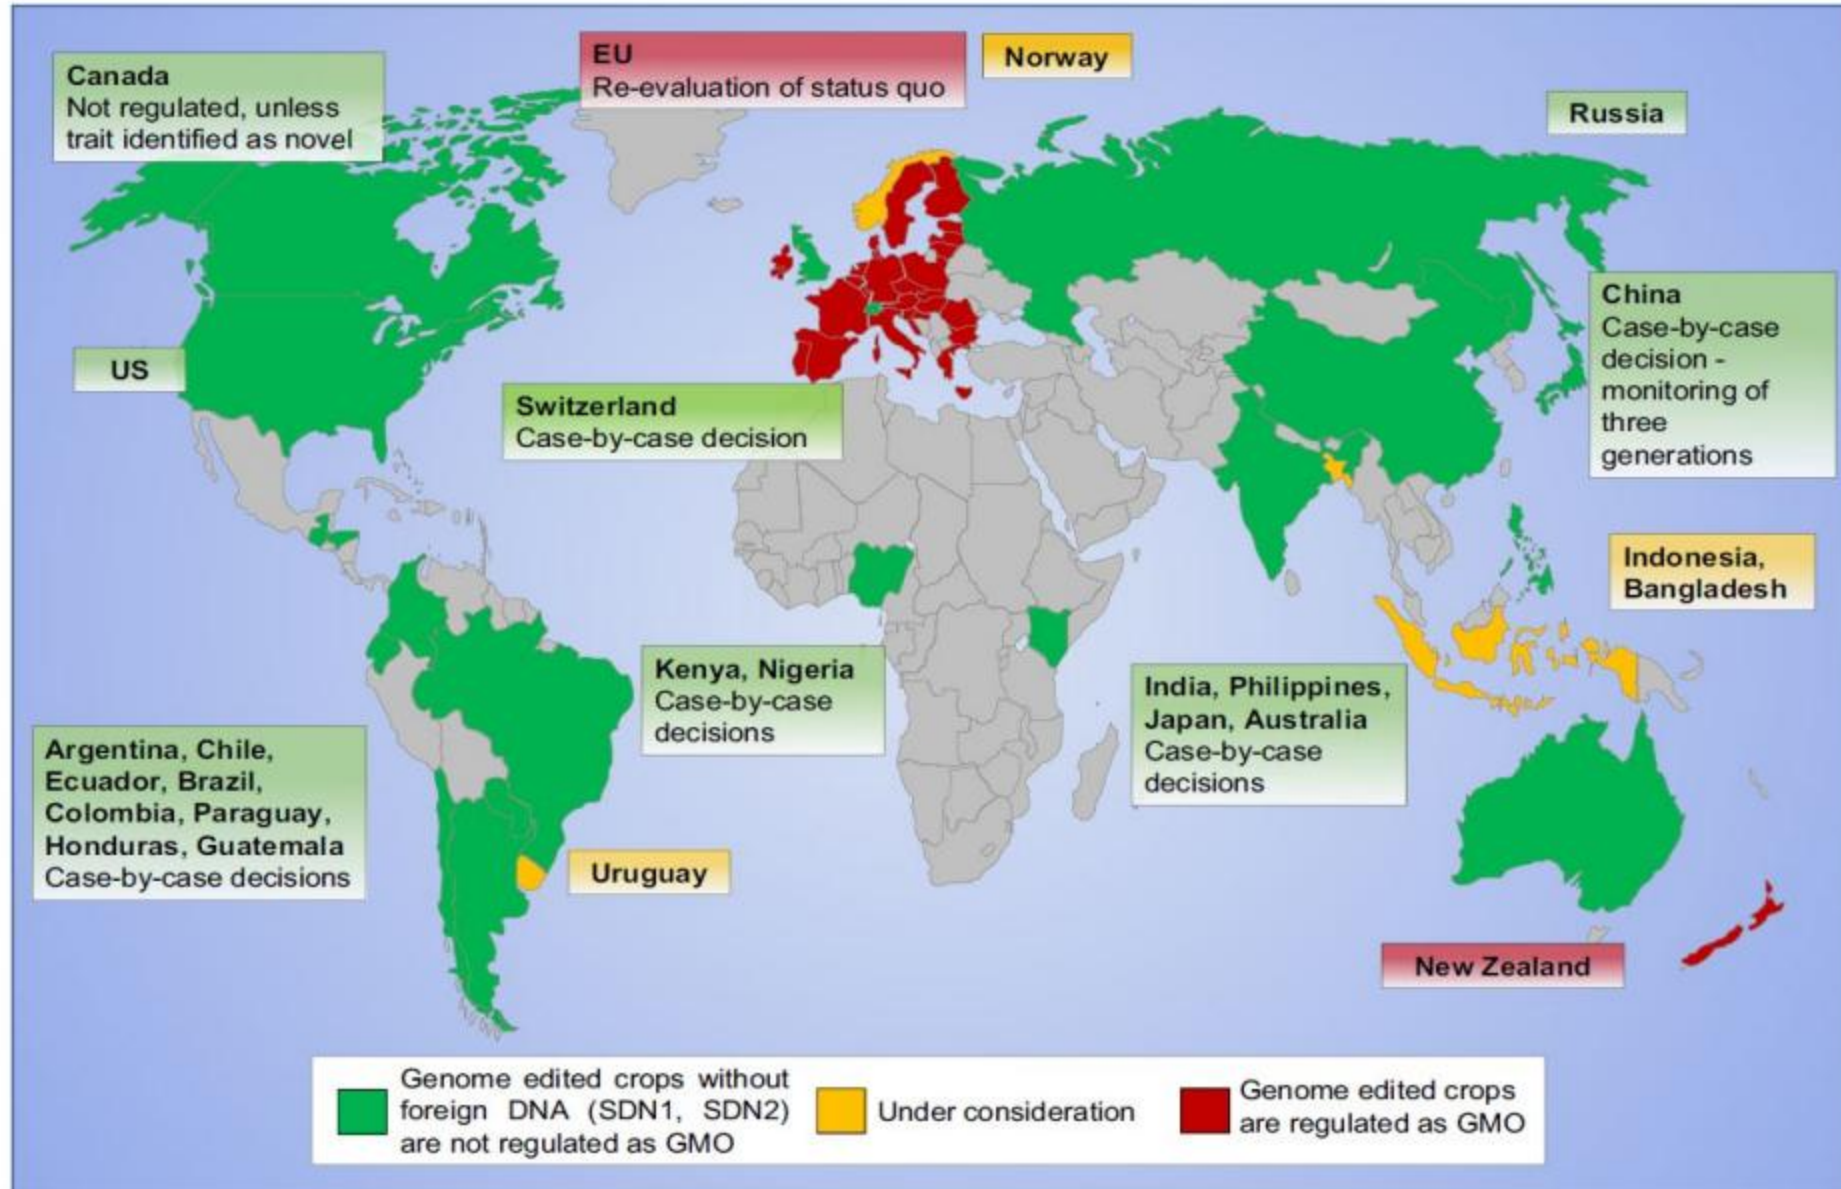 Canada
Not regulated, unless
trait identified as novel
EU
Re-evaluation of status quo
Norway
Russia
China
Case-by-case
decision -
monitoring of
three
generations
US
Switzerland
Case-by-case decision
Indonesia,
Bangladesh
Kenya, Nigeria
Case-by-case
decisions
India, Philippines,
Japan, Australia
Case-by-case
decisions
Argentina, Chile,
Ecuador, Brazil,
Colombia, Paraguay,
Honduras, Guatemala
Case-by-case decisions
Uruguay
New Zealand
Genome edited crops without
foreign DNA (SDN1, SDN2)
are not regulated as GMO
Under consideration
Genome edited crops
are regulated as GMO